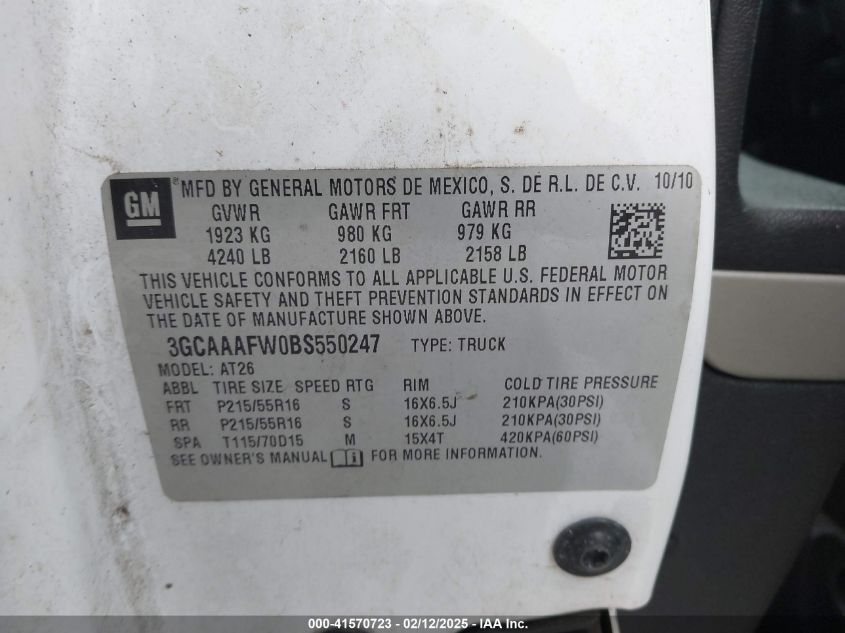 GM ® MFD BY GENERAL MOTORS DE MEXICO, S. DE R.L. DE C.V. 10/10
GVWR GAWR FRT GAWR RR
1923 KG 980 KG 979 KG
4240 LB 2160 LB 2158 LB
THIS VEHICLE CONFORMS TO ALL APPLICABLE U.S. FEDERAL MOTOR
VEHICLE SAFETY AND THEFT PREVENTION STANDARDS IN EFFECT ON
THE DATE OF MANUFACTURE SHOWN ABOVE.
3GCAAAFW0BS550247 TYPE: TRUCK
MODEL: AT26
ABBL TIRE SIZE SPEED RTG RIM COLD TIRE PRESSURE
FRT P215/55R16 S 16X6.5J 210KPA(30PSI)
RR P215/55R16 S 16X6.5J 210KPA(30PSI)
SPA T115/70D15 M 15X4T 420KPA(60PSI)
SEE OWNER'S MANUAL FOR MORE INFORMATION.
000-41570723 - 02/12/2025 - IAA Inc.